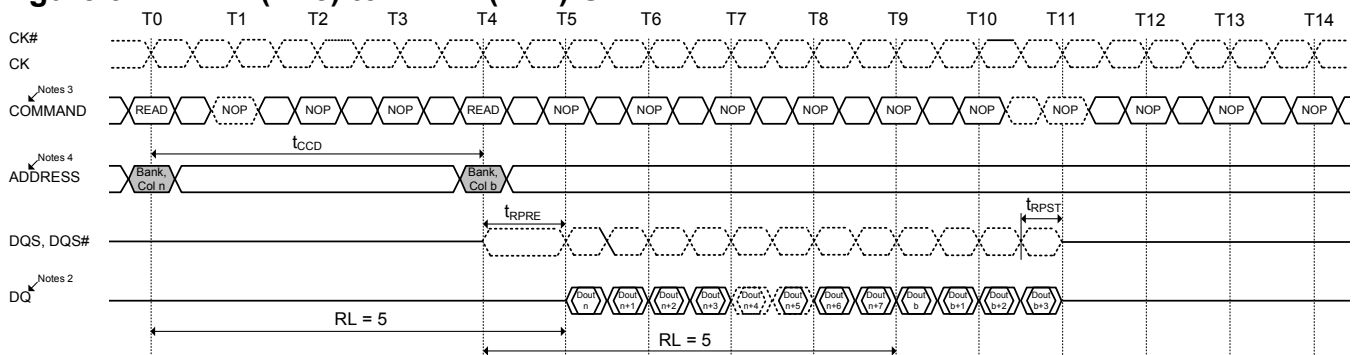 T0 T1 T2 T3 T4 T5 T6 T7 T8 T9 T10 T11 T12 T13 T14
CK#
CK
Notes 3
COMMAND READ NOP NOP NOP READ NOP NOP NOP NOP NOP NOP NOP NOP NOP NOP
tCCD
Notes 4
ADDRESS
Bank, Col n
Bank, Col b
tRPRE
tRPST
DQS, DQS#
Notes 2
DQ
Dout n
Dout n+1
Dout n+2
Dout n+3
Dout n+4
Dout n+5
Dout n+6
Dout n+7
Dout b
Dout b+1
Dout b+2
Dout b+3
RL = 5
RL = 5